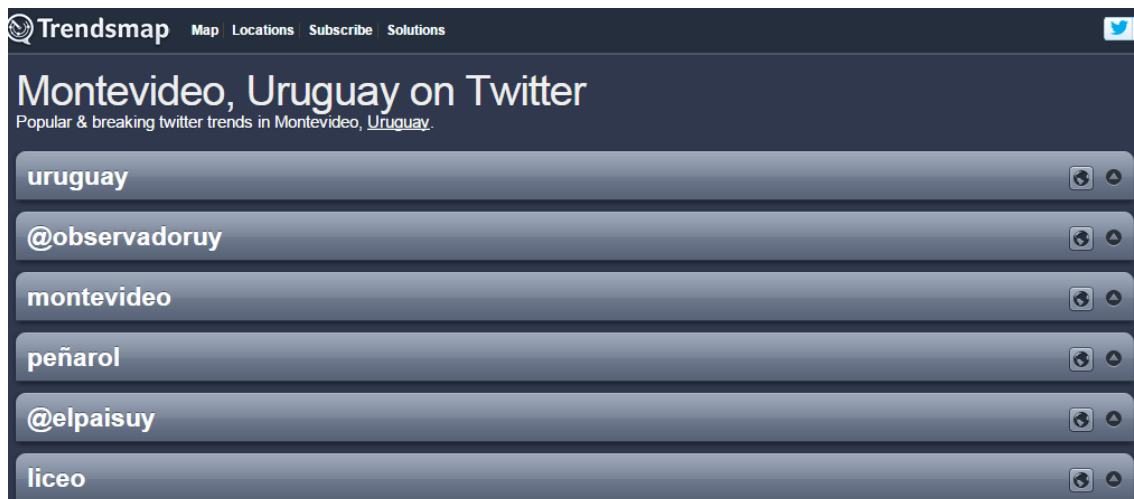 Trendsmap Map Locations Subscribe Solutions
Montevideo, Uruguay on Twitter
Popular & breaking twitter trends in Montevideo, Uruguay.
uruguay
@observadoruy
montevideo
peñarol
@elpaisuy
liceo